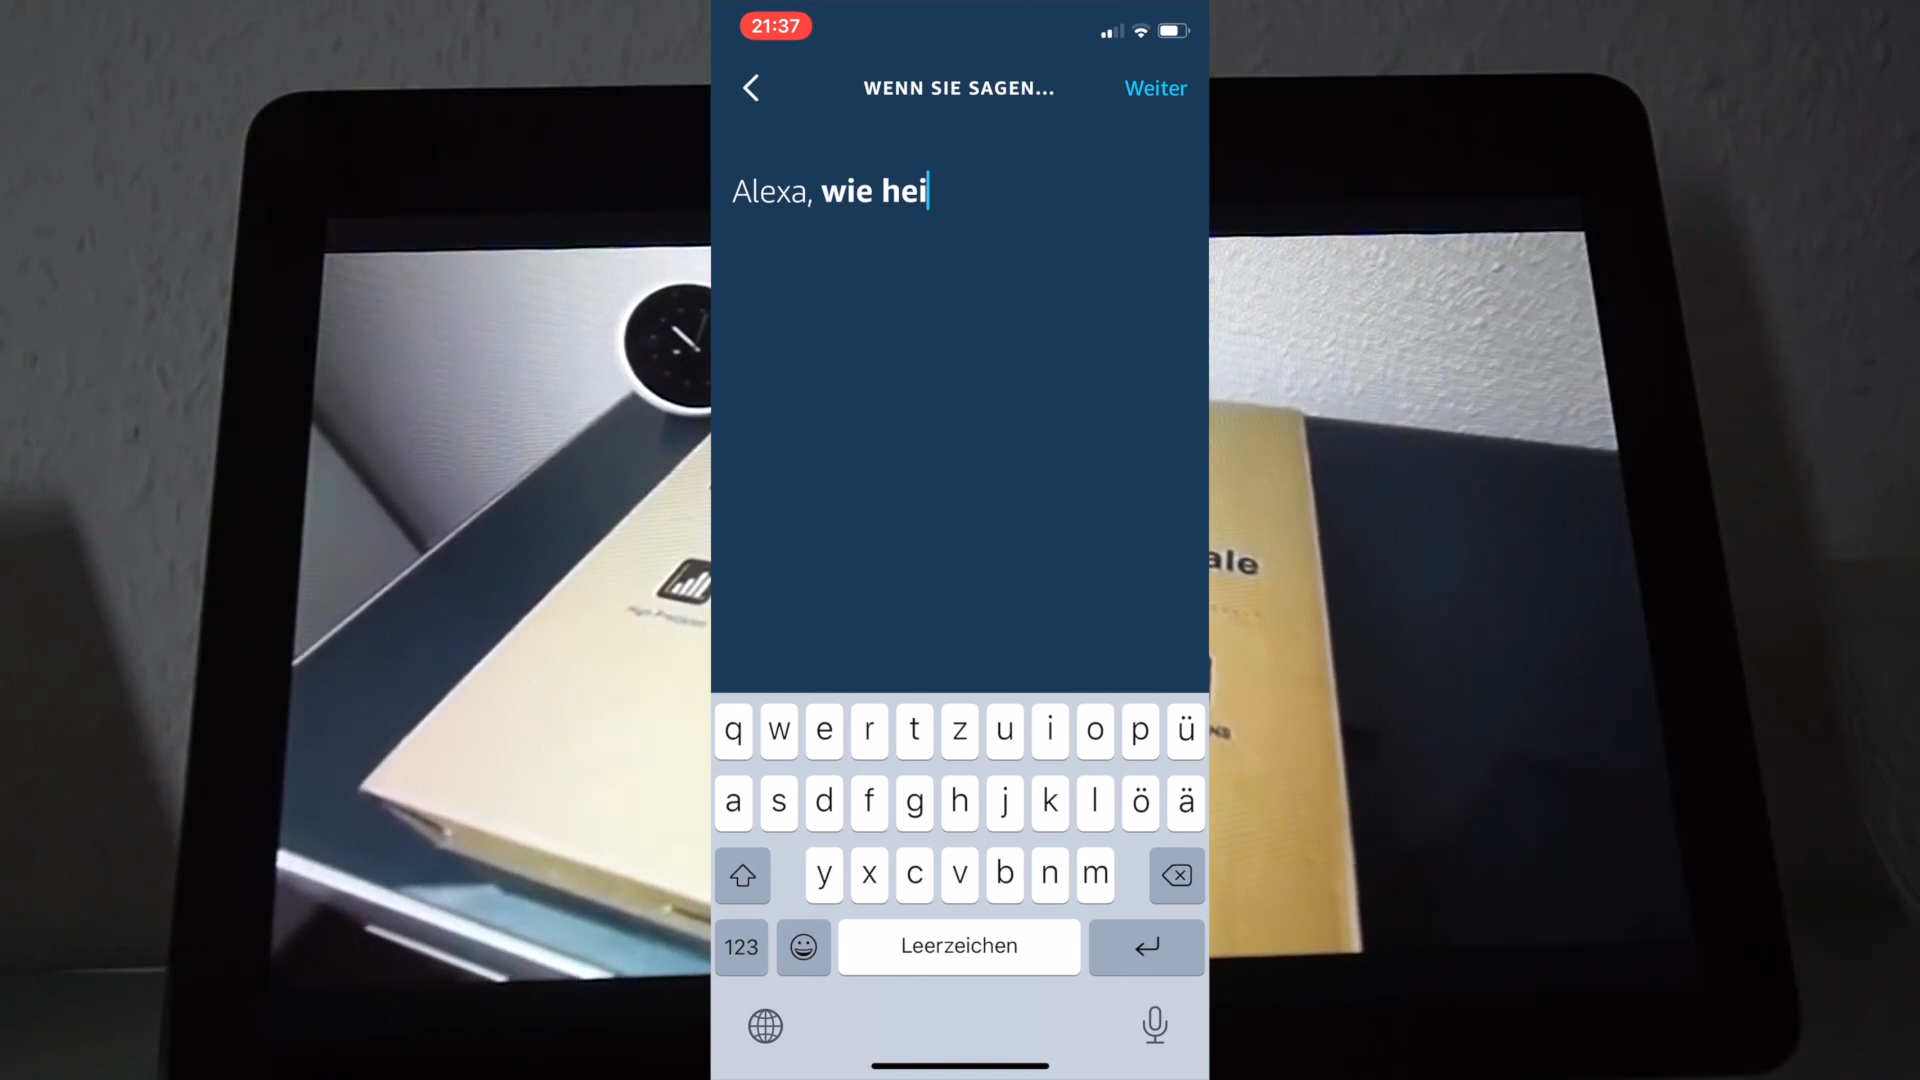 21:37
WENN SIE SAGEN...
Weiter
Alexa, wie hei
ale
q w e r t z u i o p ü
a s d f g h j k l ö ä
y x c v b n m
123
Leerzeichen